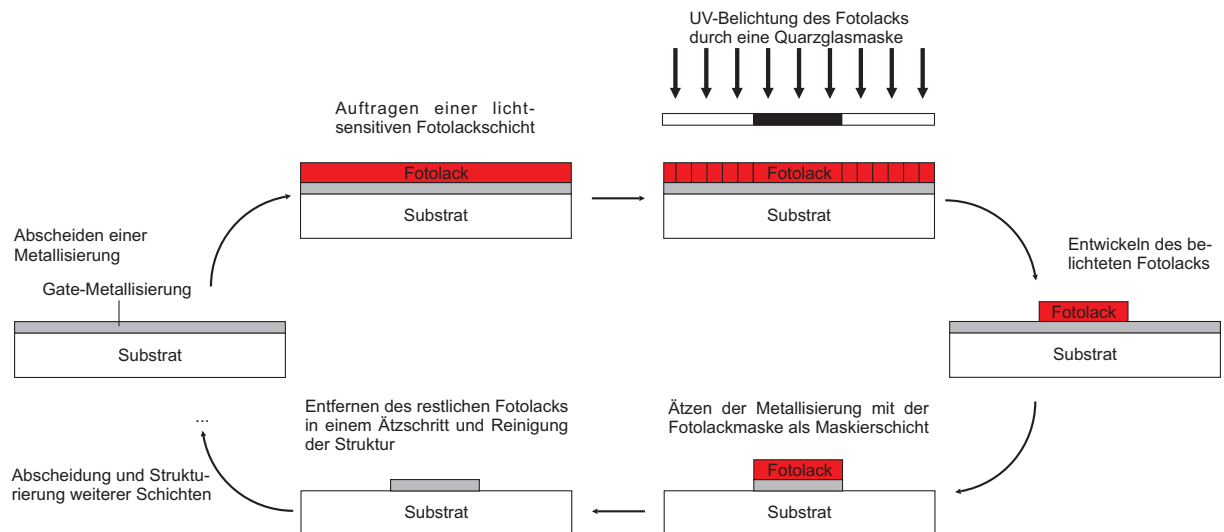 UV-Belichtung des Fotolacks
durch eine Quarzglasmaske
Auftragen einer licht-
sensitiven Fotolackschicht
Fotolack
Substrat
Fotolack
Substrat
Abscheiden einer
Metallisierung
Gate-Metallisierung
Substrat
Entwickeln des be-
lichteten Fotolacks
Fotolack
Substrat
Ätzen der Metallisierung mit der
Fotolackmaske als Maskierschicht
Fotolack
Substrat
Entfernen des restlichen Fotolacks
in einem Ätzschritt und Reinigung
der Struktur
Substrat
...
Abscheidung und Struktu-
rierung weiterer Schichten